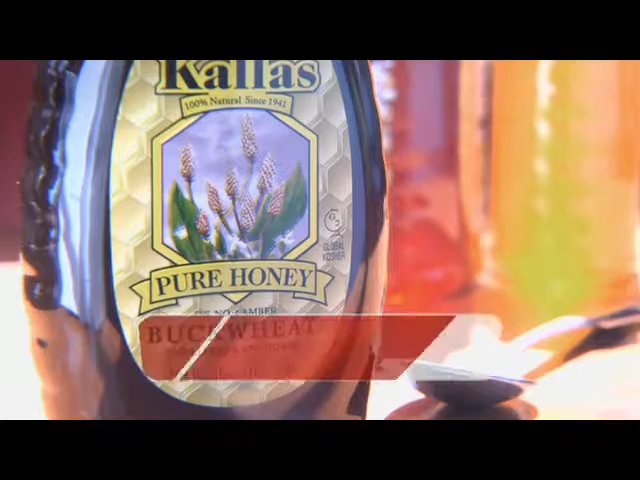 Kallas
100% Natural Since 1941
GLOBAL
KOSHER
PURE HONEY
BUCKWHEAT